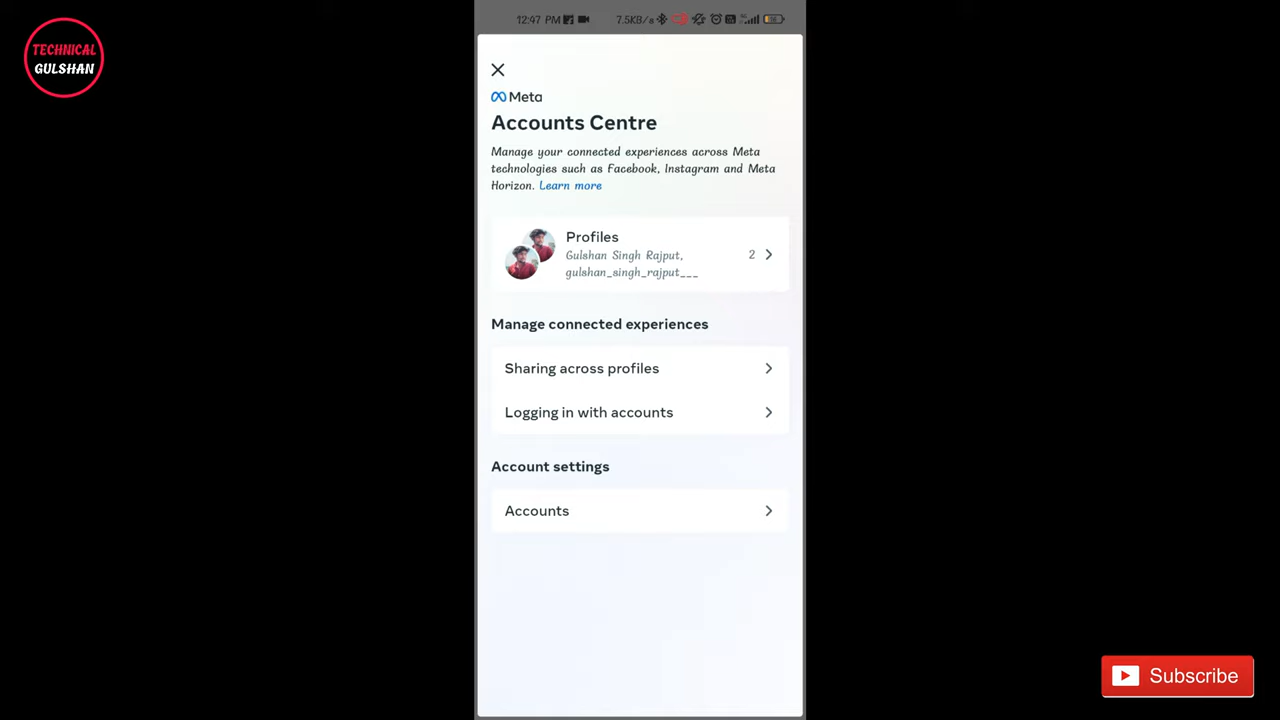 TECHNICAL
GULSHAN
12:47 PM 7.5KB/s
Meta
Accounts Centre
Manage your connected experiences across Meta
technologies such as Facebook, Instagram and Meta
Horizon. Learn more
Profiles
Gulshan Singh Rajput,
gulshan_singh_rajput___
2
Manage connected experiences
Sharing across profiles
Logging in with accounts
Account settings
Accounts
Subscribe